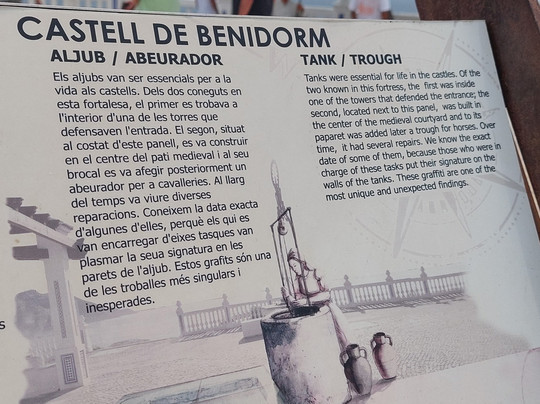 CASTELL DE BENIDORM
ALJUB / ABEURADOR
Els aljubs van ser essencials per a la
vida als castells. Dels dos coneguts en
esta fortalesa, el primer es trobava a
l'interior d'una de les torres que
defensaven l'entrada. El segon, situat
al costat d'este panell, es va construir
en el centre del pati medieval i al seu
brocal es va afegir posteriorment un
abeurador per a cavalleries. Al llarg
del temps va viure diverses
reparacions. Coneixem la data exacta
d'algunes d'elles, perquè els qui es
van encarregar d'eixes tasques van
plasmar la seua signatura en les
parets de l'aljub. Estos grafits són una
de les troballes més singulars i
inesperades.
TANK / TROUGH
Tanks were essential for life in the castles. Of the
two known in this fortress, the first was inside
one of the towers that defended the entrance; the
second, located next to this panel, was built in
the center of the medieval courtyard and to its
paparet was added later a trough for horses. Over
time, it had several repairs. We know the exact
date of some of them, because those who were in
charge of these tasks put their signature on the
walls of the tanks. These graffiti are one of the
most unique and unexpected findings.
s